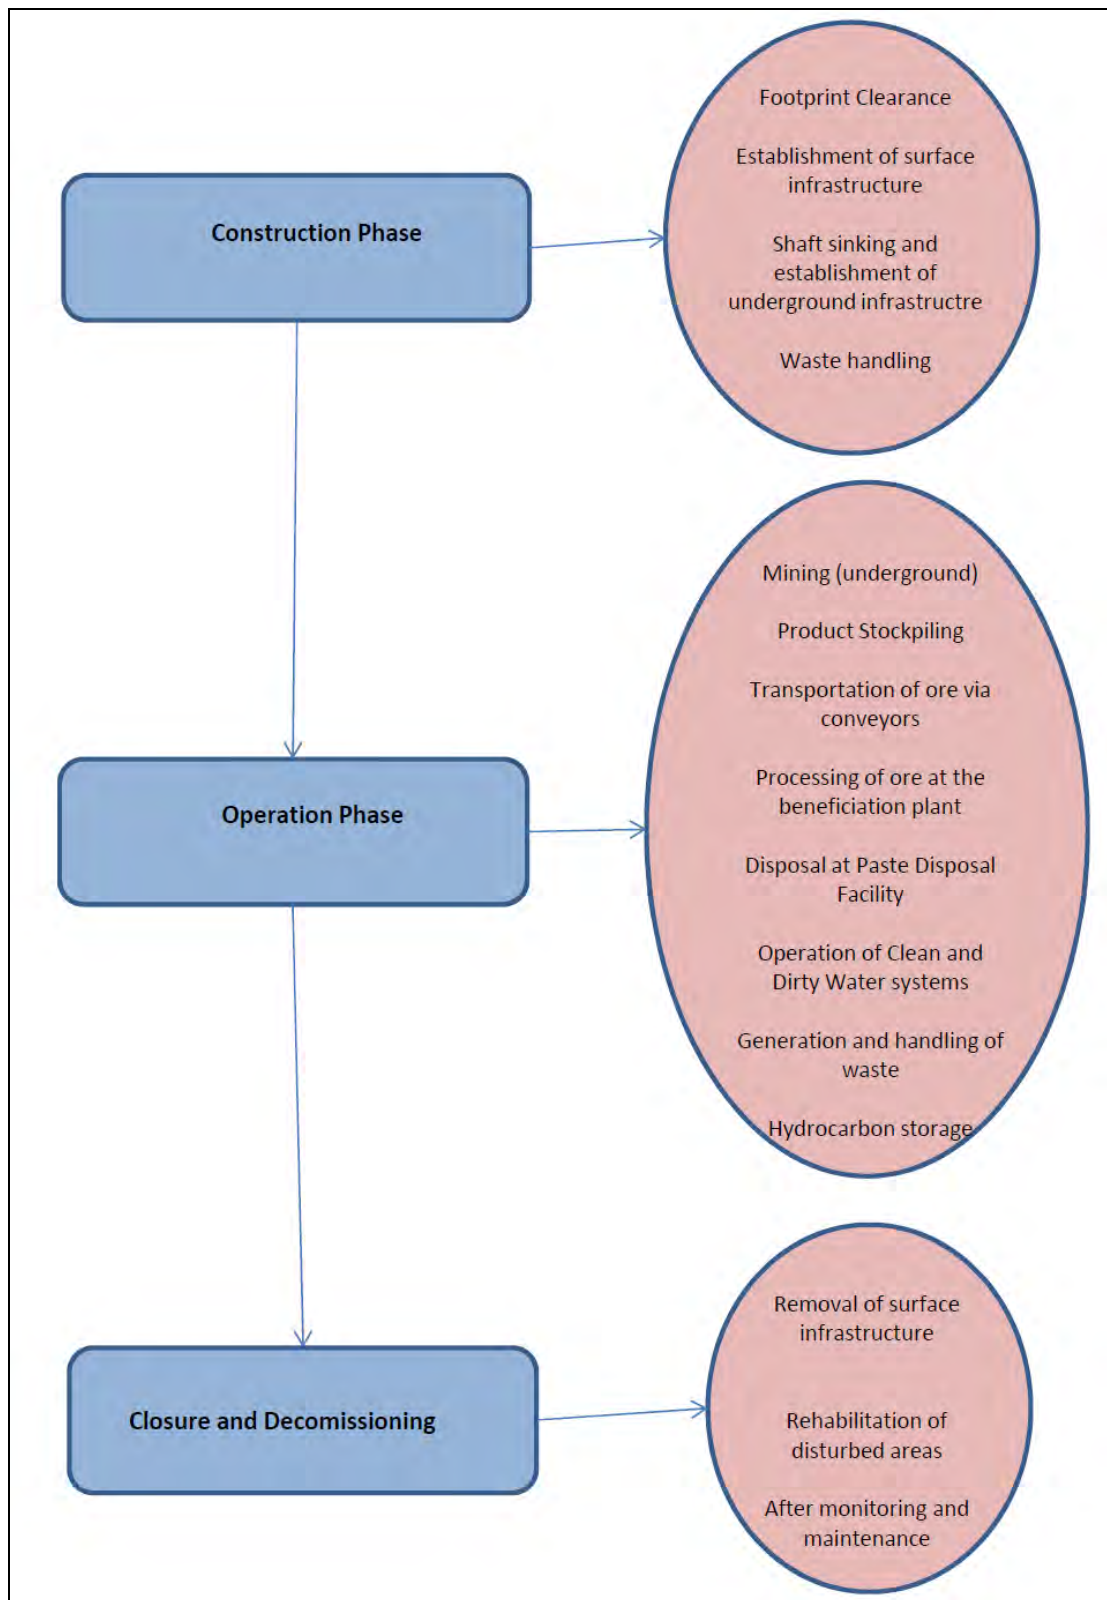 Construction Phase
Footprint Clearance
Establishment of surface
infrastructure
Shaft sinking and
establishment of
underground infrastructre
Waste handling
Operation Phase
Mining (underground)
Product Stockpiling
Transportation of ore via
conveyors
Processing of ore at the
beneficiation plant
Disposal at Paste Disposal
Facility
Operation of Clean and
Dirty Water systems
Generation and handling of
waste
Hydrocarbon storage
Closure and Decomissioning
Removal of surface
infrastructure
Rehabilitation of
disturbed areas
After monitoring and
maintenance